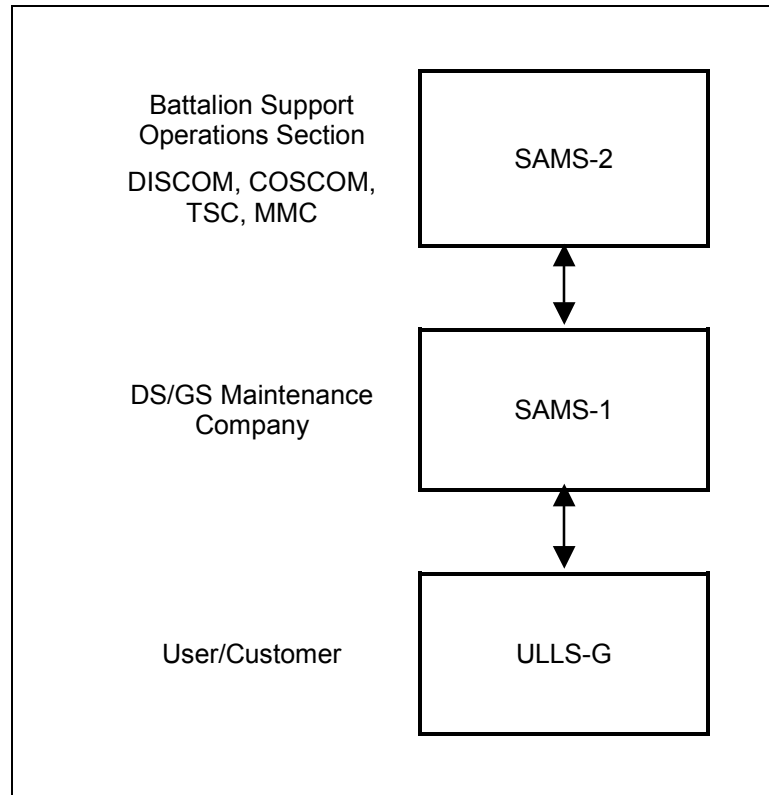 Battalion Support
Operations Section
DISCOM, COSCOM,
TSC, MMC
SAMS-2
DS/GS Maintenance
Company
SAMS-1
User/Customer
ULLS-G